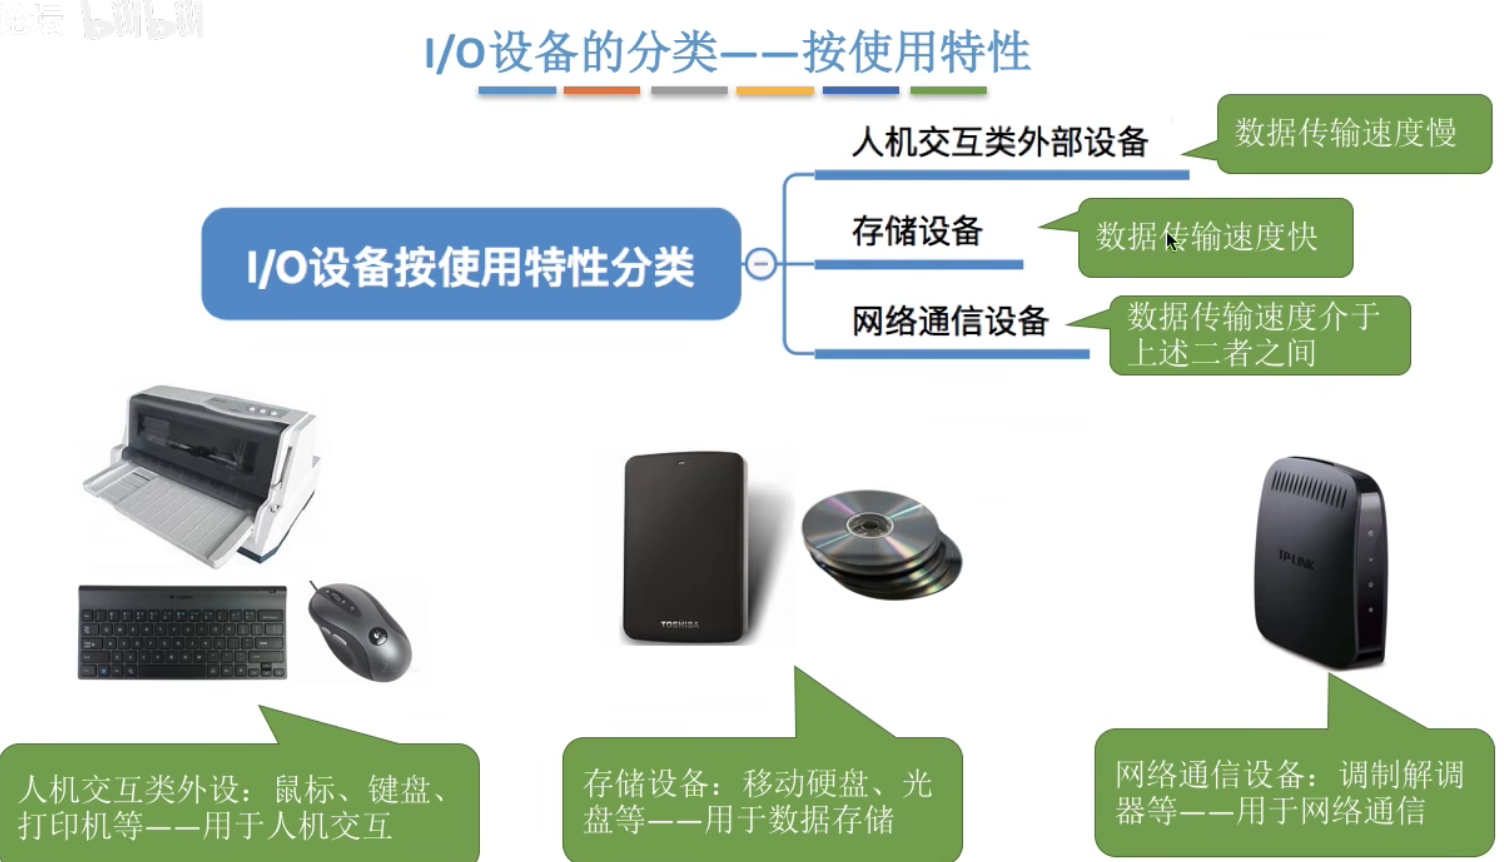 论坛 bilibili
I/O设备的分类——按使用特性
人机交互类外部设备
数据传输速度慢
存储设备
数据传输速度快
I/O设备按使用特性分类
网络通信设备
数据传输速度介于
上述二者之间
TOSHIBA
TP-LINK
人机交互类外设：鼠标、键盘、
打印机等——用于人机交互
存储设备：移动硬盘、光
盘等——用于数据存储
网络通信设备：调制解调
器等——用于网络通信